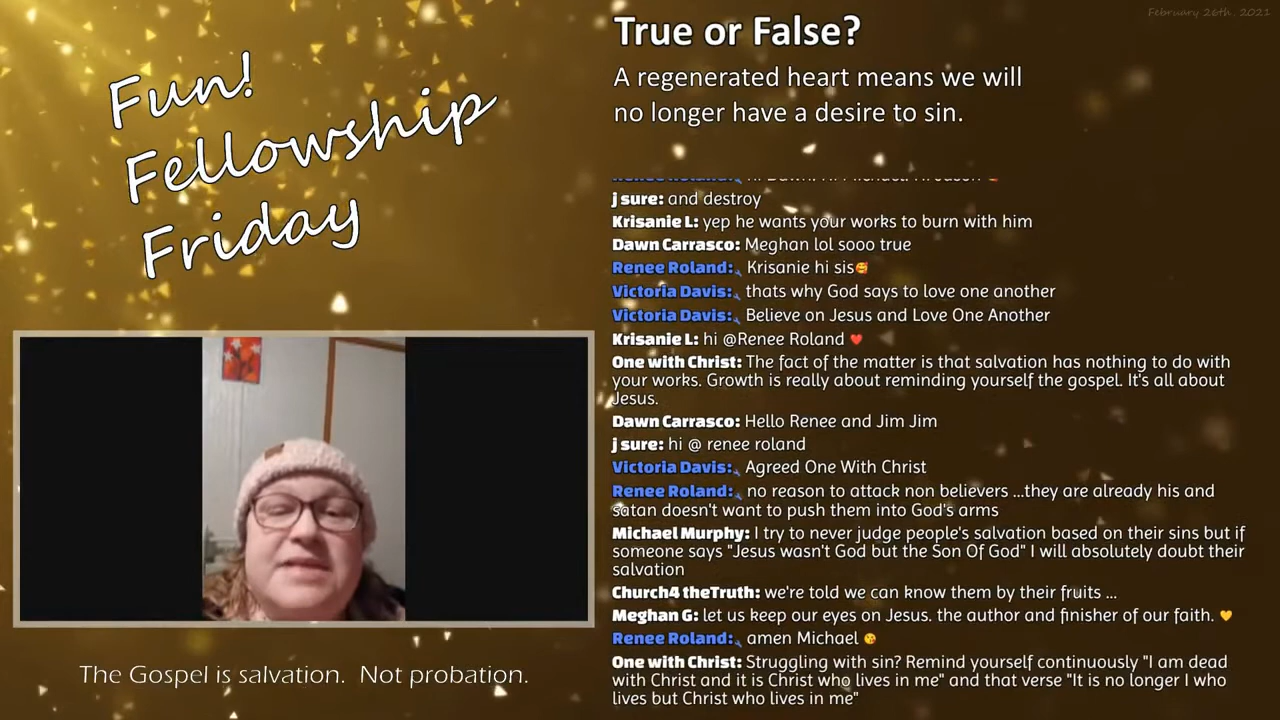 February 26th, 2021
Fun!
Fellowship
Friday
True or False?
A regenerated heart means we will
no longer have a desire to sin.
j sure: and destroy
Krisanie L: yep he wants your works to burn with him
Dawn Carrasco: Meghan lol sooo true
Renee Roland: Krisanie hi sis🥰
Victoria Davis: thats why God says to love one another
Victoria Davis: Believe on Jesus and Love One Another
Krisanie L: hi @Renee Roland ❤️
One with Christ: The fact of the matter is that salvation has nothing to do with
your works. Growth is really about reminding yourself the gospel. It's all about
Jesus.
Dawn Carrasco: Hello Renee and Jim Jim
j sure: hi @ renee roland
Victoria Davis: Agreed One With Christ
Renee Roland: no reason to attack non believers ...they are already his and
satan doesn't want to push them into God's arms
Michael Murphy: I try to never judge people's salvation based on their sins but if
someone says "Jesus wasn't God but the Son Of God" I will absolutely doubt their
salvation
Church4 theTruth: we're told we can know them by their fruits ...
Meghan G: let us keep our eyes on Jesus. the author and finisher of our faith. 💛
Renee Roland: amen Michael 😘
One with Christ: Struggling with sin? Remind yourself continuously "I am dead
with Christ and it is Christ who lives in me" and that verse "It is no longer I who
lives but Christ who lives in me"
The Gospel is salvation. Not probation.